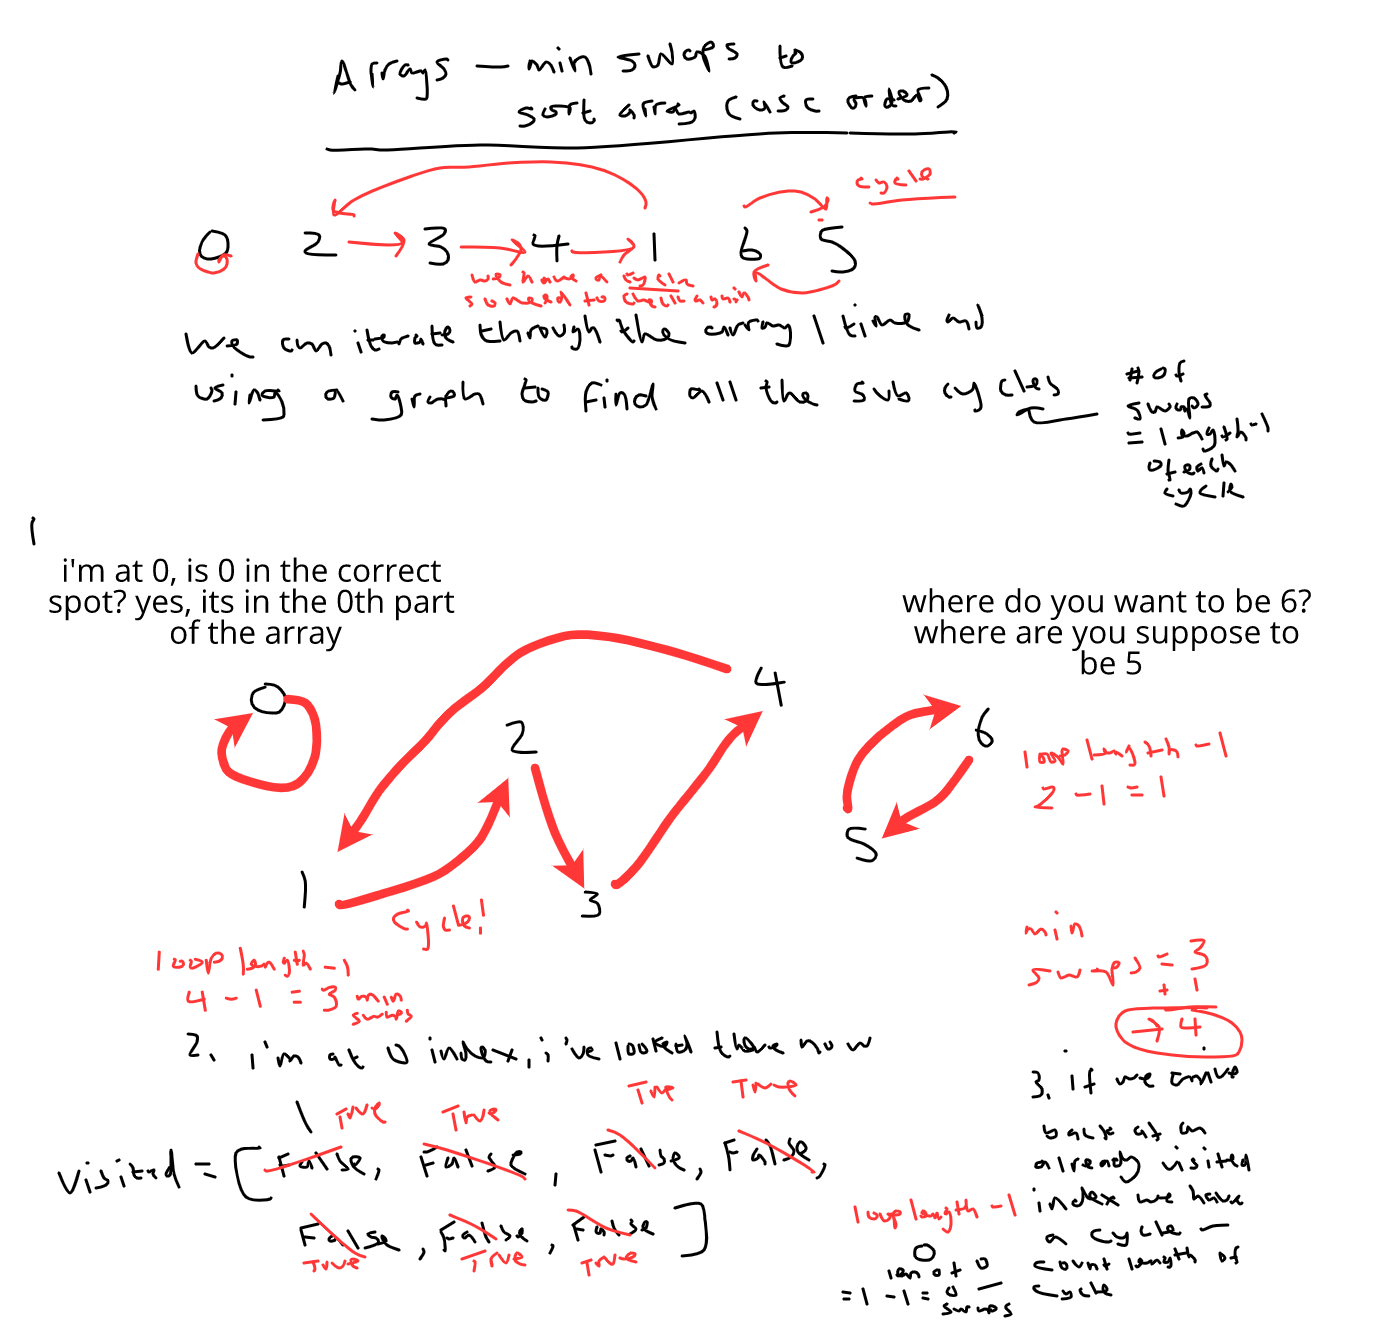 Arrays — min swaps to
sort array (asc order)
cycle
0 2 3 4 1 6 5
we have a cycle
so need to check again
we can iterate through the array 1 time and
using a graph to find all the sub cycles
# of
swaps
= length-1
of each
cycle
1
i'm at 0, is 0 in the correct
spot? yes, its in the 0th part
of the array
where do you want to be 6?
where are you suppose to
be 5
0
4
2
6
1
3
5
loop length -1
2 - 1 = 1
cycle!
loop length -1
4 - 1 = 3 min
swaps
min
swaps = 3
+ 1
→ 4
2. i'm at 0 index, i've looked there now
True True True True
visited = [False, False, False, False,
False, False, False]
True True True
3. if we arrive
back at an
already visited
index we have
a cycle —
count length of
cycle
loop length -1
0
len of 0
= 1 - 1 = 0 —
swaps